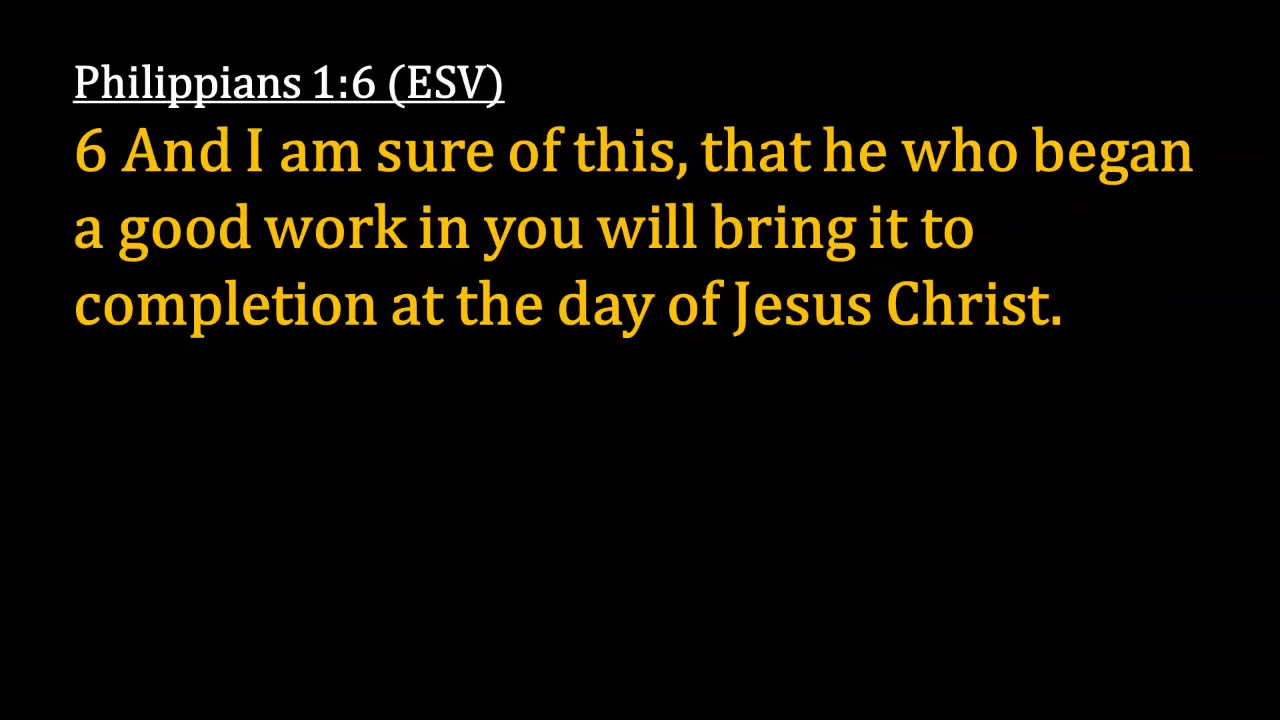 Philippians 1:6 (ESV)
6 And I am sure of this, that he who began
a good work in you will bring it to
completion at the day of Jesus Christ.